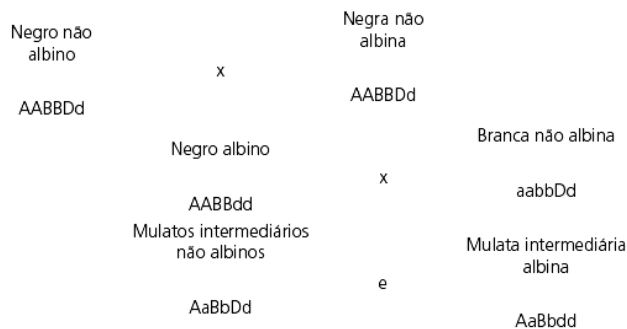 Negro não
albino
x
Negra não
albina
AABBDd
AABBDd
Negro albino
x
Branca não albina
AABBdd
aabbDd
Mulatos intermediários
não albinos
e
Mulata intermediária
albina
AaBbDd
AaBbdd